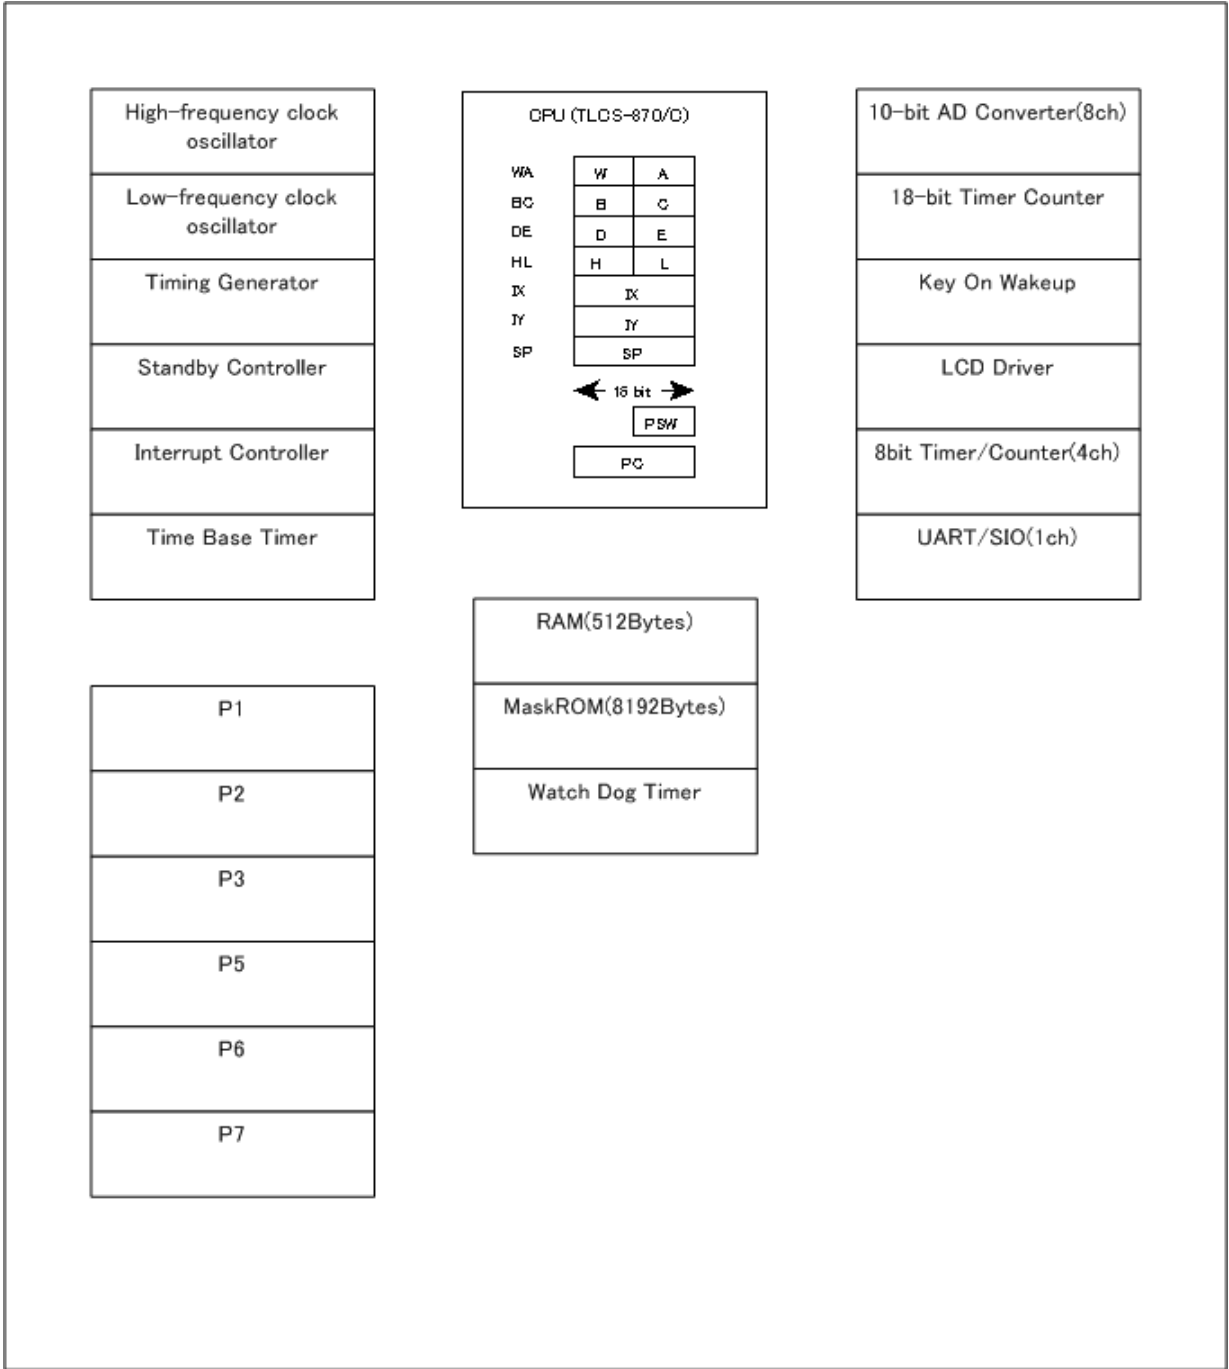 High-frequency clock
oscillator
Low-frequency clock
oscillator
Timing Generator
Standby Controller
Interrupt Controller
Time Base Timer
CPU (TLCS-870/C)
WA W A
BC B C
DE D E
HL H L
IX IX
IY IY
SP SP
16 bit
PSW
PC
10-bit AD Converter(8ch)
18-bit Timer Counter
Key On Wakeup
LCD Driver
8bit Timer/Counter(4ch)
UART/SIO(1ch)
RAM(512Bytes)
MaskROM(8192Bytes)
Watch Dog Timer
P1
P2
P3
P5
P6
P7